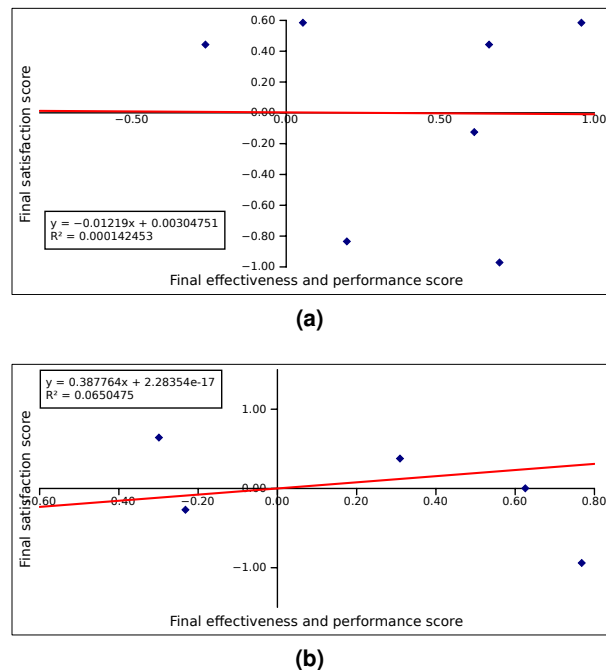 0.60
0.40
0.20
0.00
−0.50
0.00
0.50
1.00
−0.20
−0.40
−0.60
−0.80
−1.00
Final satisfaction score
y = −0.01219x + 0.00304751
R² = 0.000142453
Final effectiveness and performance score
(a)
y = 0.387764x + 2.28354e-17
R² = 0.0650475
1.00
0.00
−0.40
−0.20
0.00
0.20
0.40
0.60
0.80
−1.00
Final satisfaction score
Final effectiveness and performance score
(b)